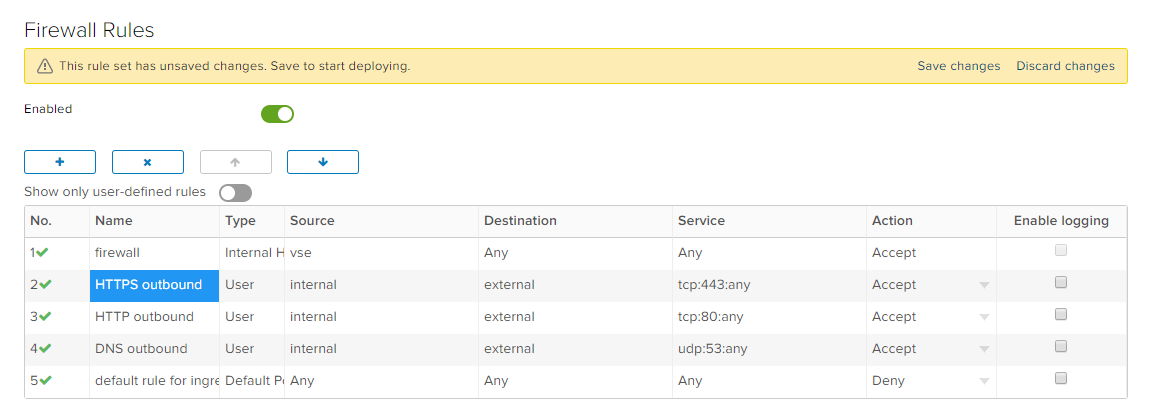 Firewall Rules
This rule set has unsaved changes. Save to start deploying. Save changes Discard changes
Enabled
Show only user-defined rules
No. Name Type Source Destination Service Action Enable logging
1 firewall Internal H vse Any Any Accept
2 HTTPS outbound User internal external tcp:443:any Accept
3 HTTP outbound User internal external tcp:80:any Accept
4 DNS outbound User internal external udp:53:any Accept
5 default rule for ingre Default Po Any Any Any Deny